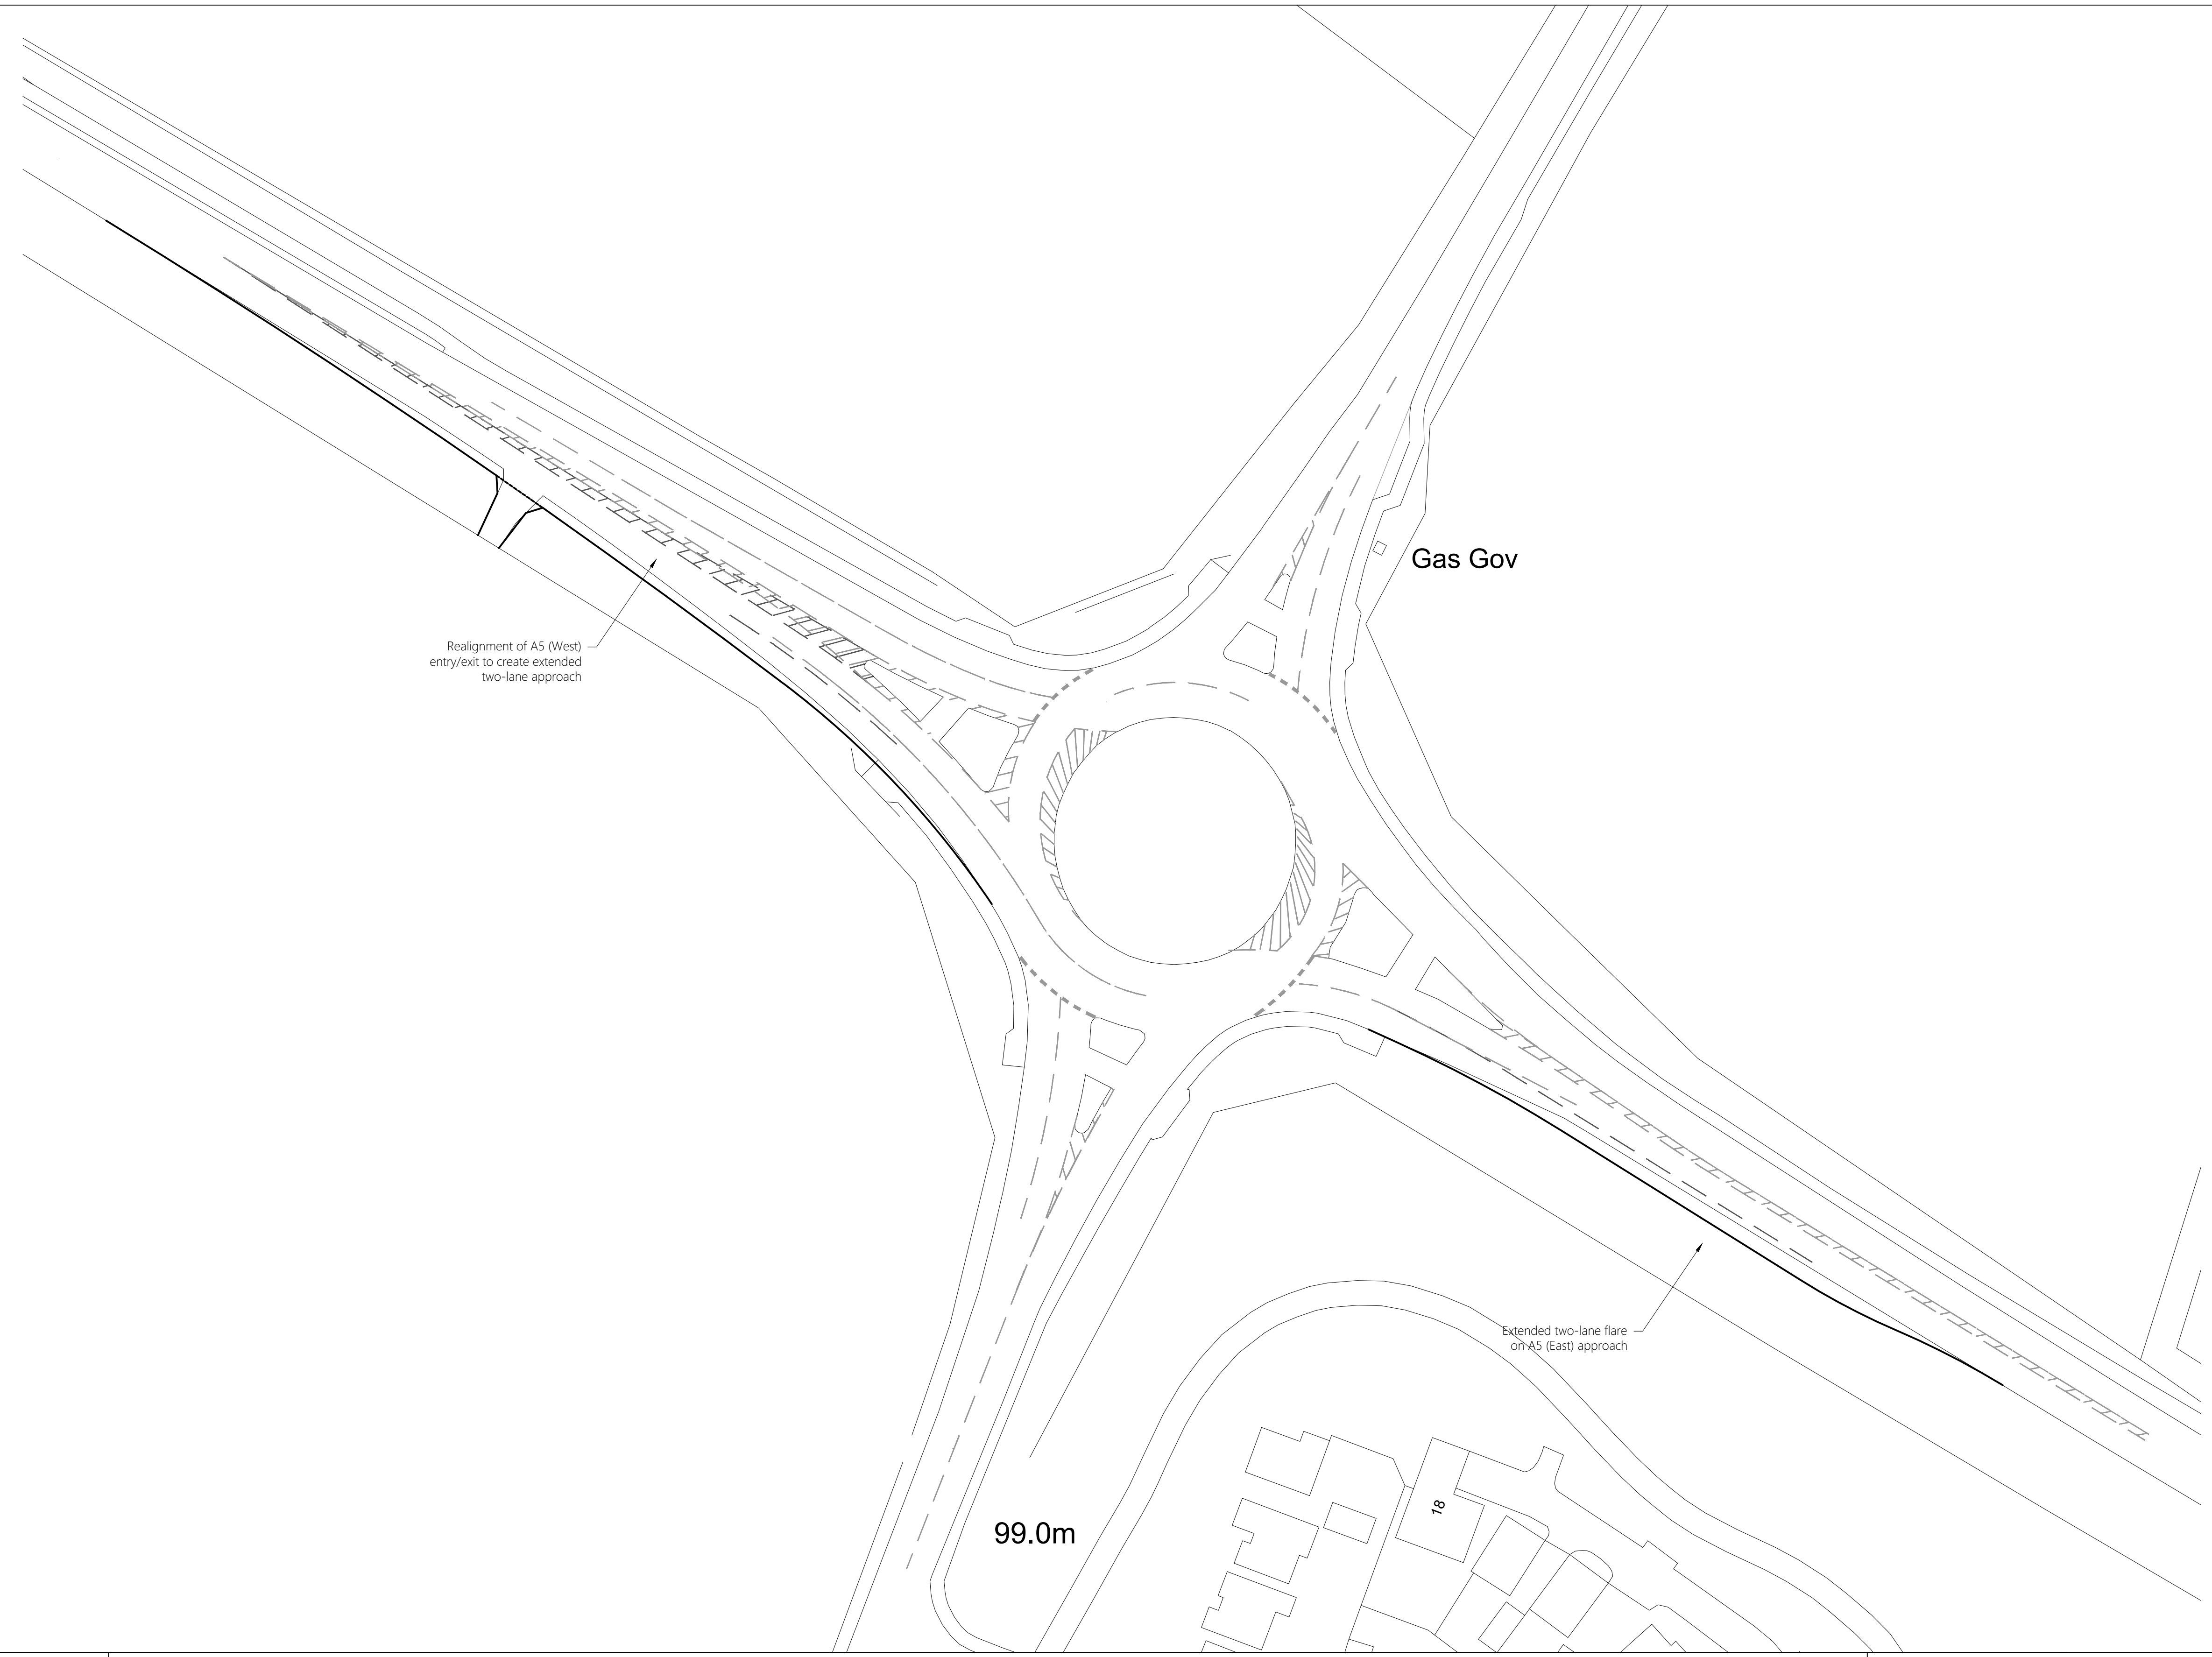 Gas Gov
Realignment of A5 (West)
entry/exit to create extended
two-lane approach
Extended two-lane flare
on A5 (East) approach
18
99.0m